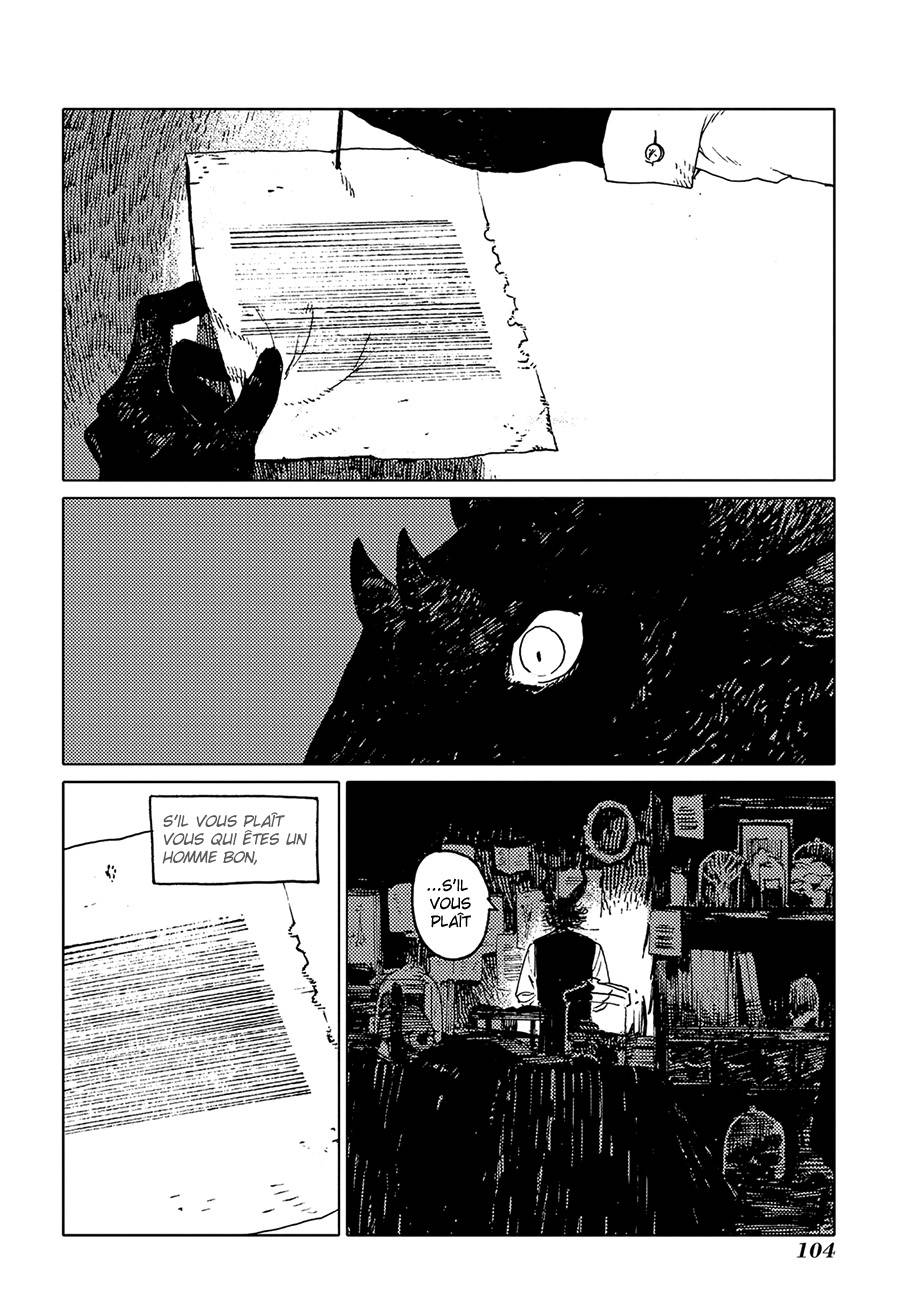 S'IL VOUS PLAÎT
VOUS QUI ÊTES UN
HOMME BON,
...S'IL
VOUS
PLAÎT
104